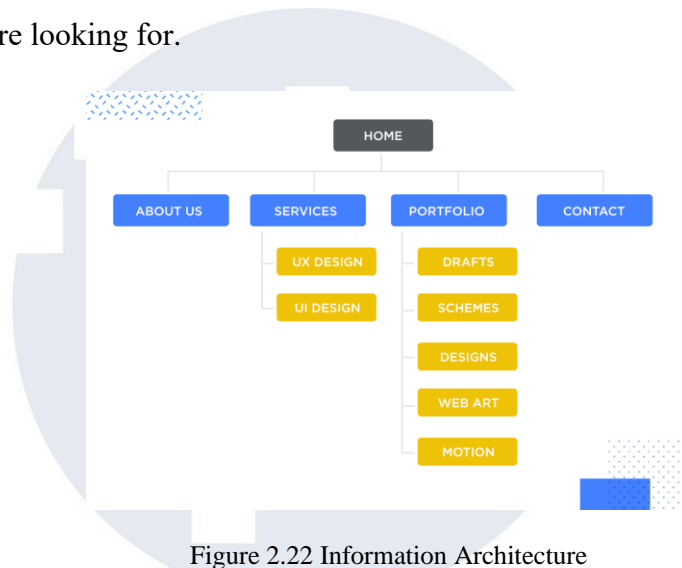 re looking for.
HOME
ABOUT US SERVICES PORTFOLIO CONTACT
UX DESIGN DRAFTS
UI DESIGN SCHEMES
DESIGNS
WEB ART
MOTION
Figure 2.22 Information Architecture